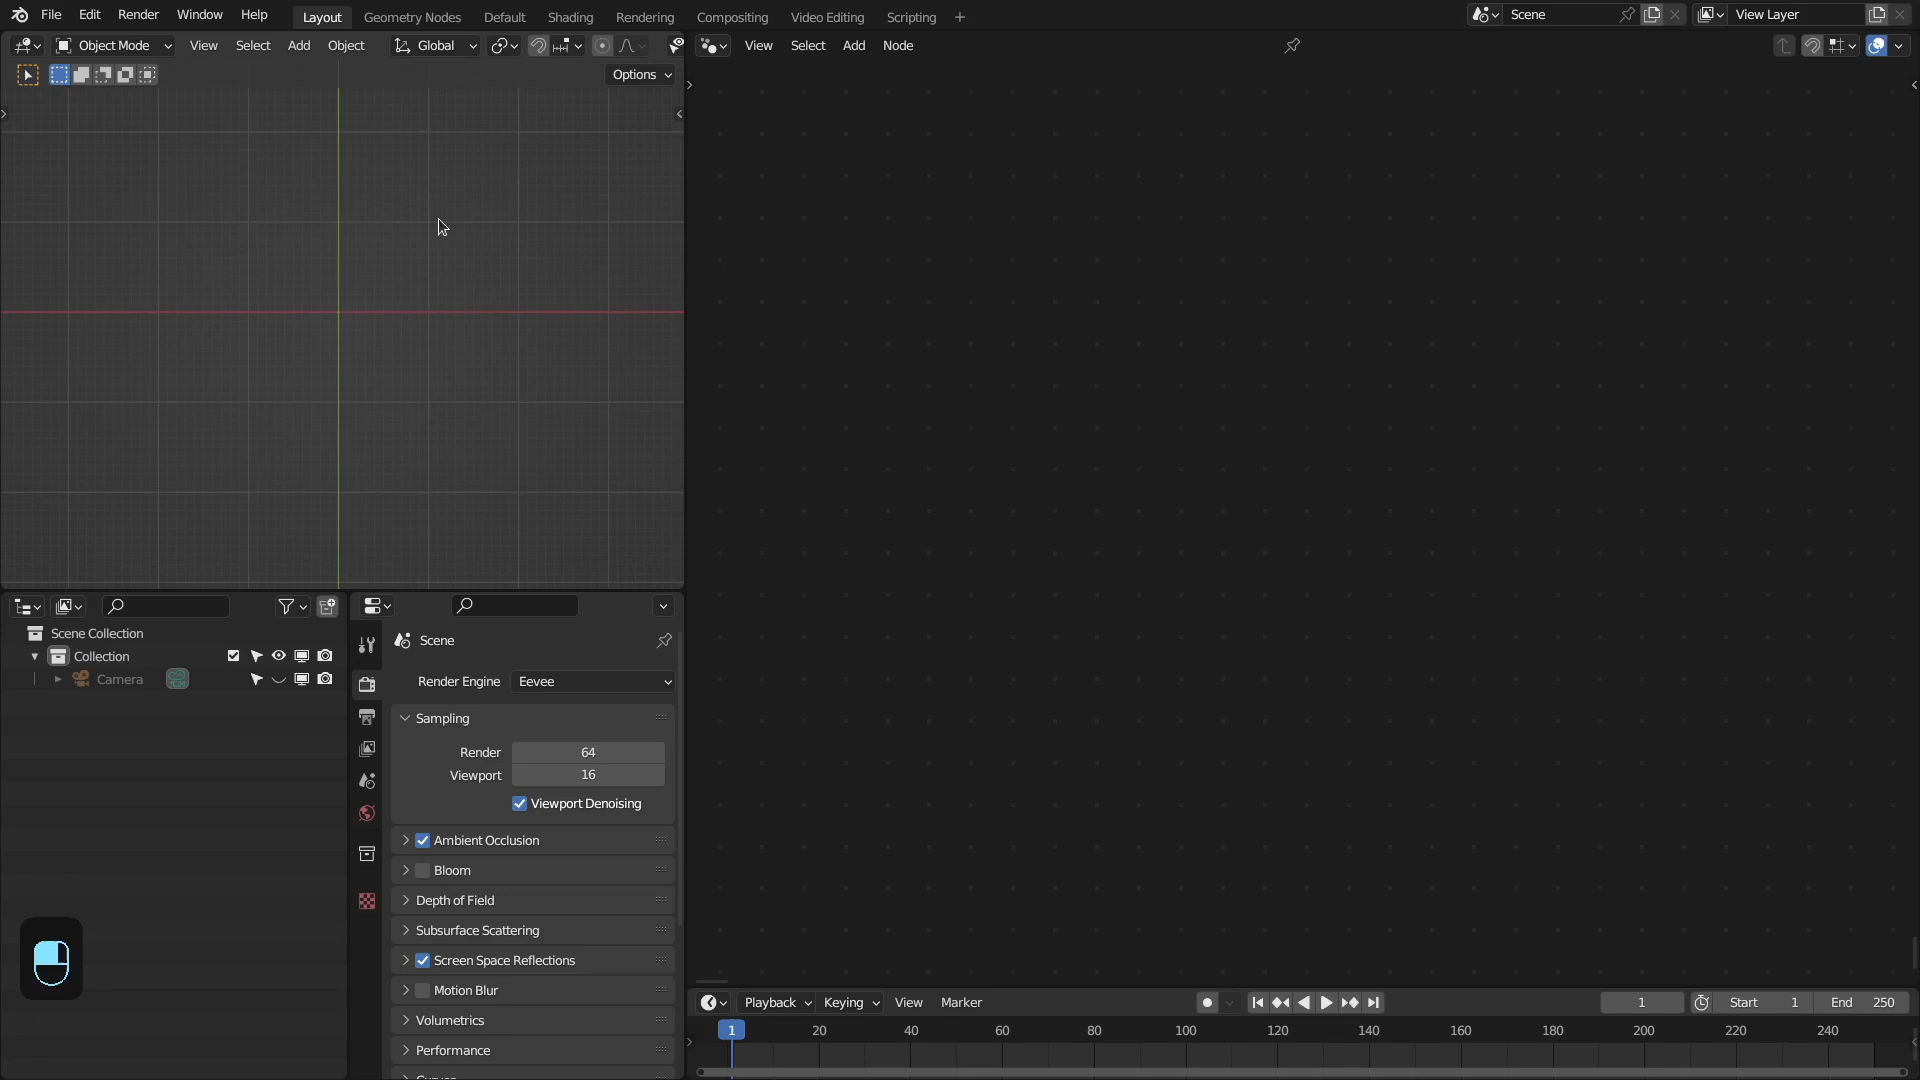 File Edit Render Window Help Layout Geometry Nodes Default Shading Rendering Compositing Video Editing Scripting Scene View Layer
Object Mode View Select Add Object Global View Select Add Node
Options
Scene Collection
Collection
Camera
Scene
Render Engine Eevee
Sampling
Render 64
Viewport 16
Viewport Denoising
Ambient Occlusion
Bloom
Depth of Field
Subsurface Scattering
Screen Space Reflections
Motion Blur
Volumetrics
Performance
Playback Keying View Marker 1 Start 1 End 250
1 20 40 60 80 100 120 140 160 180 200 220 240